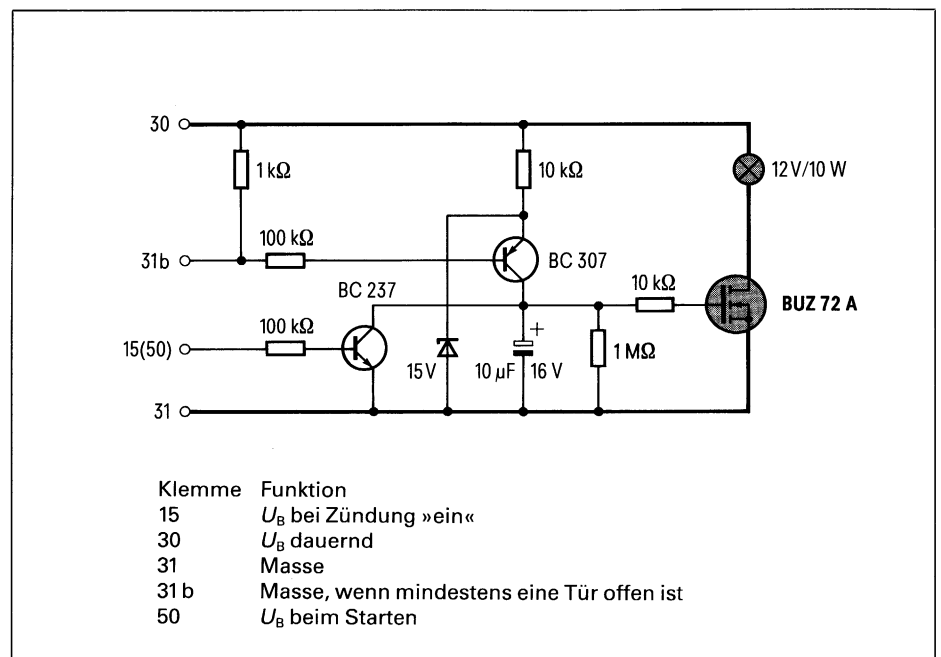 30
1 kΩ
10 kΩ
12 V/10 W
100 kΩ
31b
BC 307
BC 237
10 kΩ
BUZ 72 A
100 kΩ
15(50)
+
15 V
10 µF
16 V
1 MΩ
31
Klemme Funktion
15 U_B bei Zündung »ein«
30 U_B dauernd
31 Masse
31 b Masse, wenn mindestens eine Tür offen ist
50 U_B beim Starten